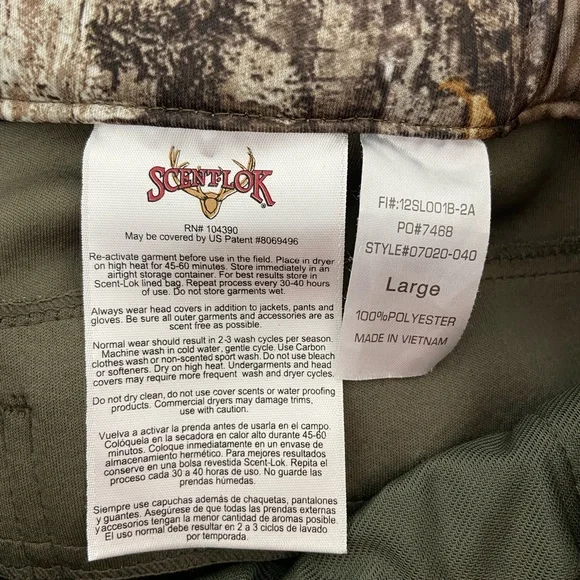 SCENTLOK
RN# 104390
May be covered by US Patent #8069496
Re-activate garment before use in the field. Place in dryer
on high heat for 45-60 minutes. Store immediately in an
airtight storage container. For best results store in
Scent-Lok lined bag. Repeat process every 30-40 hours
of use. Do not store garments wet.
Always wear head covers in addition to jackets, pants and
gloves. Be sure all outer garments and accessories are as
scent free as possible.
Normal wear should result in 2-3 wash cycles per season.
Machine wash in cold water, gentle cycle. Use Carbon
clothes wash or non-scented sport wash. Do not use bleach
or softeners. Dry on high heat. Undergarments and head
covers may require more frequent wash and dryer cycles.
Do not dry clean, do not use cover scents or water proofing
products. Commercial dryers may damage trims,
use with caution.
Vuelva a activar la prenda antes de usarla en el campo.
Colóquela en la secadora en calor alto durante 45-60
minutos. Coloque inmediatamente en un envase de
almacenamiento hermético. Para mejores resultados
conserve en una bolsa revestida Scent-Lok. Repita el
proceso cada 30 a 40 horas de uso. No guarde las
prendas húmedas.
Siempre use capuchas además de chaquetas, pantalones
y guantes. Asegúrese de que todas las prendas externas
y accesorios tengan la menor cantidad de aromas posible.
El uso normal debe resultar en 2 a 3 ciclos de lavado
por temporada.
FI#:12SL001B-2A
PO#7468
STYLE#07020-040
Large
100%POLYESTER
MADE IN VIETNAM